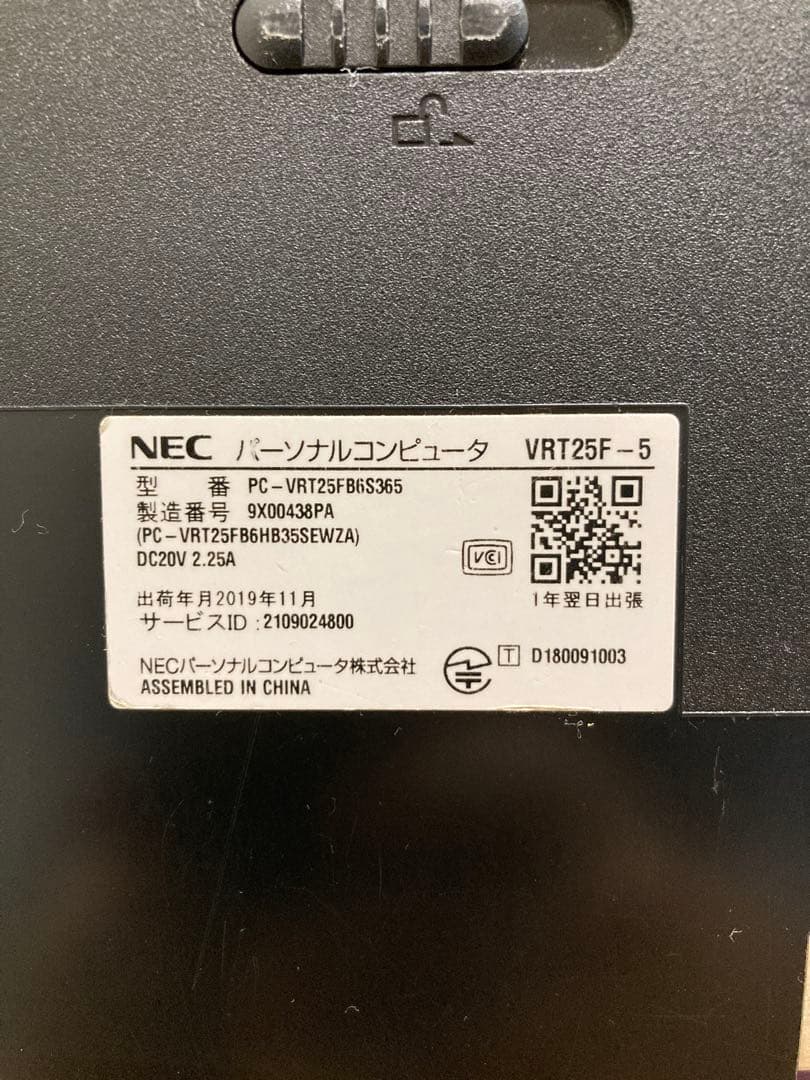 NEC パーソナルコンピュータ VRT25F-5
型 番 PC-VRT25FB6S365
製造番号 9X00438PA
(PC-VRT25FB6HB35SEWZA)
DC20V 2.25A
VCCI
出荷年月2019年11月
1年翌日出張
サービスID:2109024800
NECパーソナルコンピュータ株式会社
T D180091003
ASSEMBLED IN CHINA